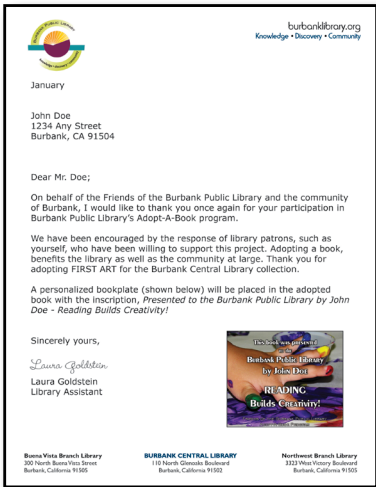 Burbank Public Library
Knowledge • Discovery • Community
burbanklibrary.org
Knowledge • Discovery • Community
January
John Doe
1234 Any Street
Burbank, CA 91504
Dear Mr. Doe;
On behalf of the Friends of the Burbank Public Library and the community
of Burbank, I would like to thank you once again for your participation in
Burbank Public Library's Adopt-A-Book program.
We have been encouraged by the response of library patrons, such as
yourself, who have been willing to support this project. Adopting a book,
benefits the library as well as the community at large. Thank you for
adopting FIRST ART for the Burbank Central Library collection.
A personalized bookplate (shown below) will be placed in the adopted
book with the inscription, Presented to the Burbank Public Library by John
Doe - Reading Builds Creativity!
Sincerely yours,
Laura Goldstein
Laura Goldstein
Library Assistant
This book was presented
to the
Burbank Public Library
by John Doe
READING
Builds Creativity!
Buena Vista Branch Library
300 North Buena Vista Street
Burbank, California 91505
BURBANK CENTRAL LIBRARY
110 North Glenoaks Boulevard
Burbank, California 91502
Northwest Branch Library
3323 West Victory Boulevard
Burbank, California 91505